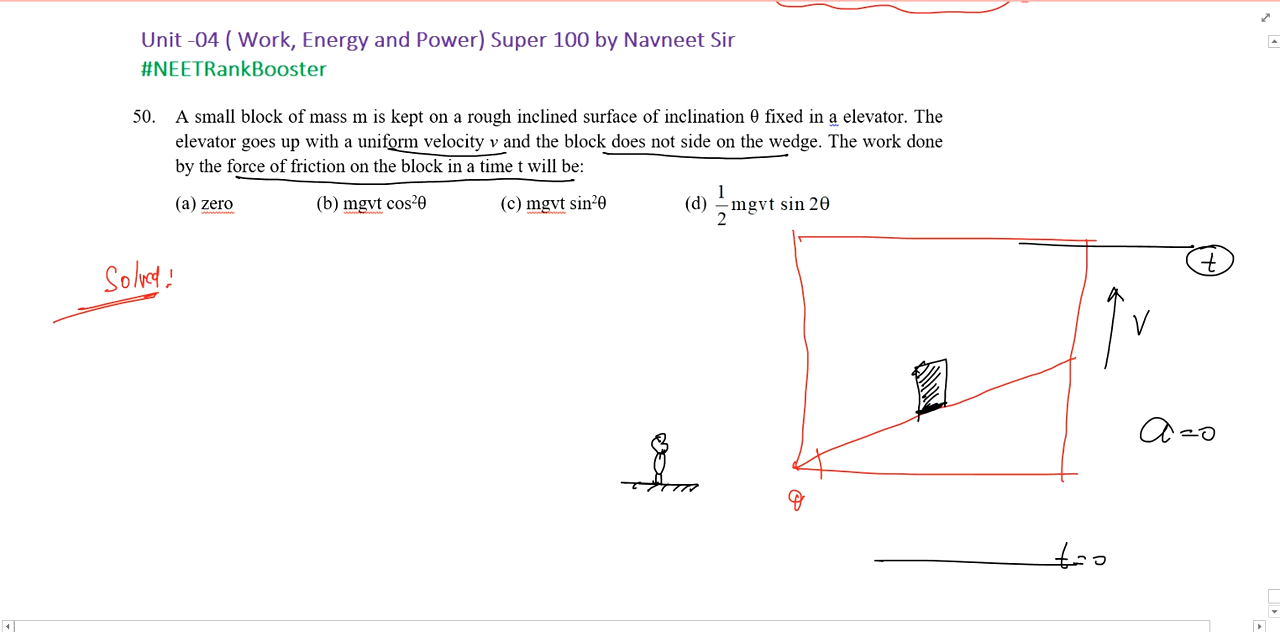 Unit -04 ( Work, Energy and Power) Super 100 by Navneet Sir
#NEETRankBooster
50. A small block of mass m is kept on a rough inclined surface of inclination θ fixed in a elevator. The
elevator goes up with a uniform velocity v and the block does not side on the wedge. The work done
by the force of friction on the block in a time t will be:
(a) zero (b) mgvt cos²θ (c) mgvt sin²θ (d) 1/2 mgvt sin 2θ
Solved!
t
V
a=0
θ
t=0